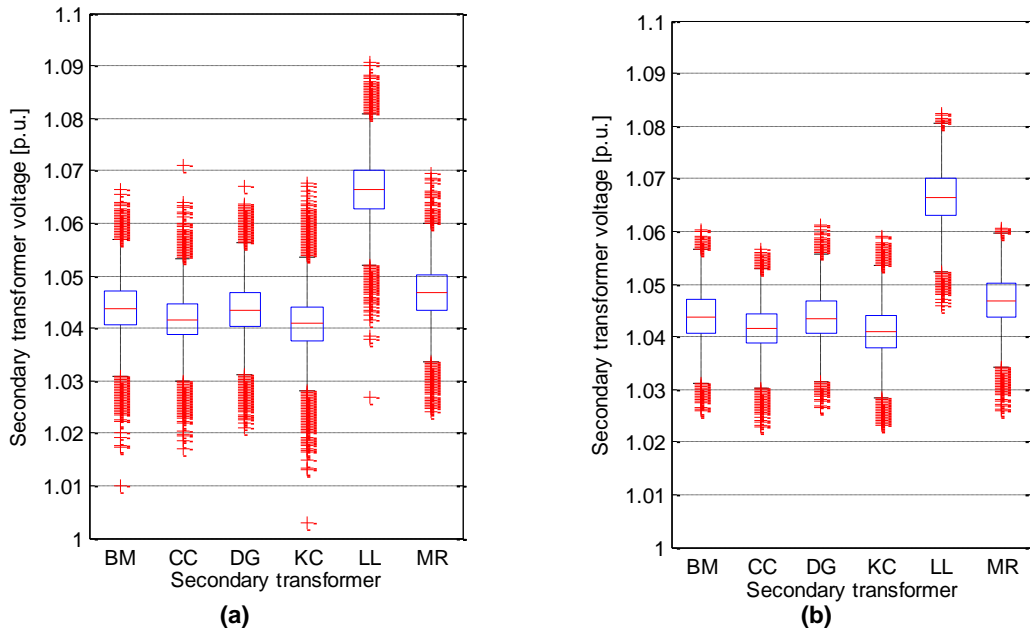 Secondary transformer voltage [p.u.]
1.1
1.09
1.08
1.07
1.06
1.05
1.04
1.03
1.02
1.01
1
BM CC DG KC LL MR
Secondary transformer
(a)
Secondary transformer voltage [p.u.]
1.1
1.09
1.08
1.07
1.06
1.05
1.04
1.03
1.02
1.01
1
BM CC DG KC LL MR
Secondary transformer
(b)